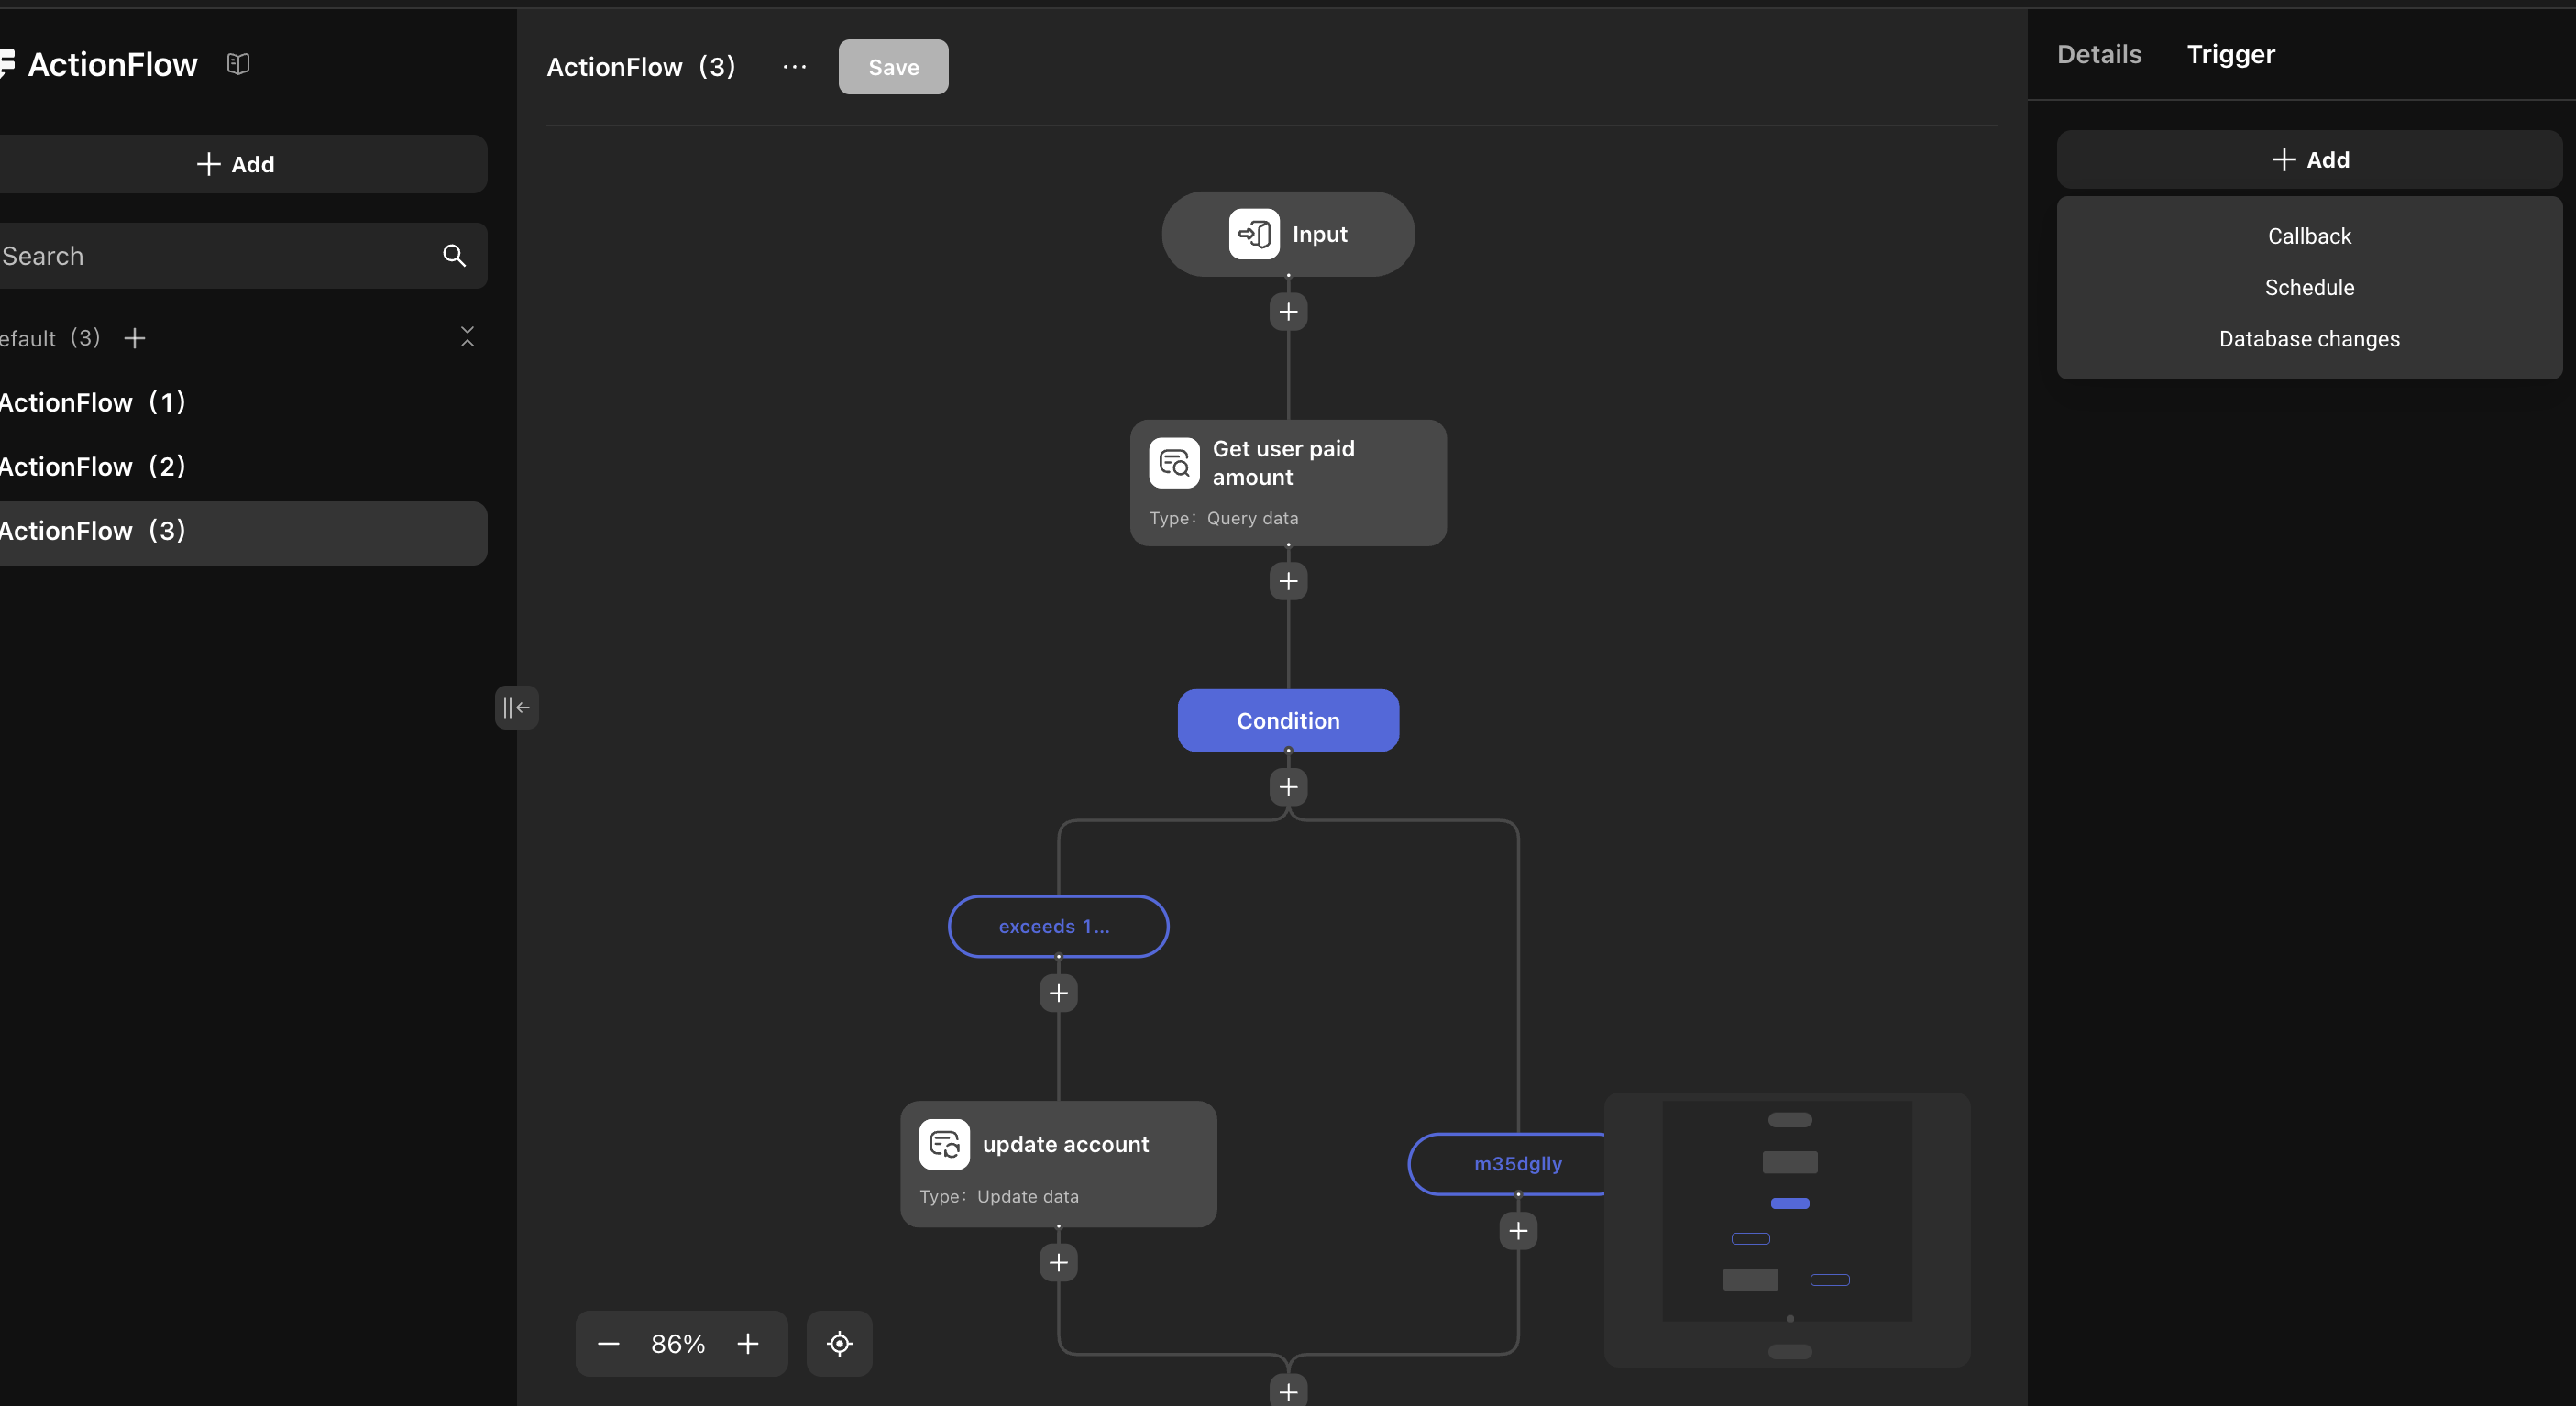 ActionFlow
Add
Search
efault (3)
ActionFlow (1)
ActionFlow (2)
ActionFlow (3)
ActionFlow (3)
Save
Input
Get user paid
amount
Type: Query data
Condition
exceeds 1...
update account
Type: Update data
m35dglly
86%
Details Trigger
Add
Callback
Schedule
Database changes